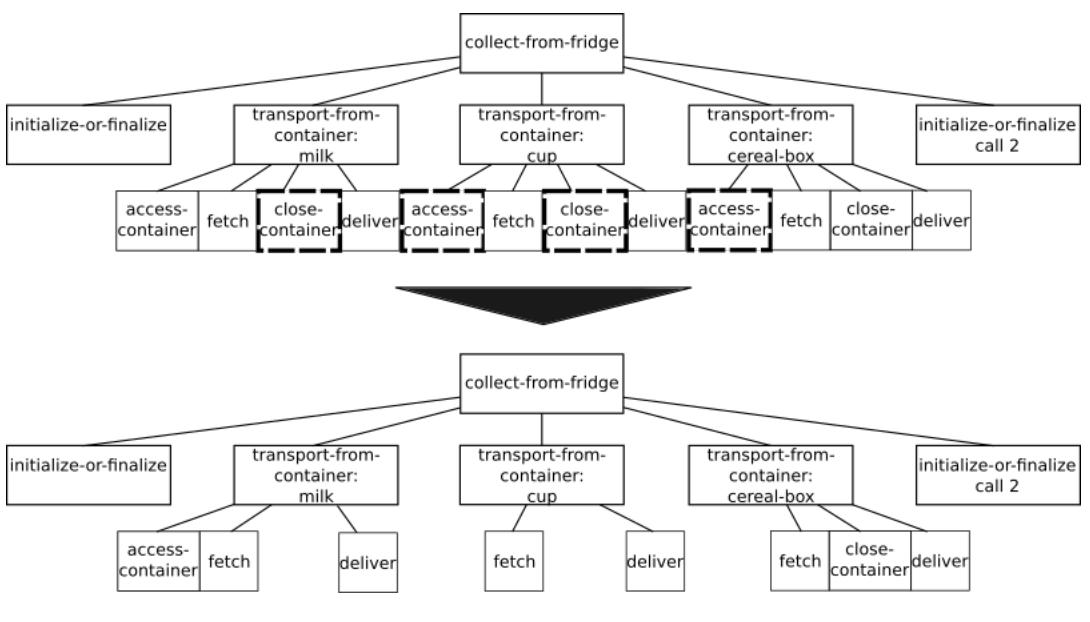 collect-from-fridge
initialize-or-finalize
transport-from-
container:
milk
transport-from-
container:
cup
transport-from-
container:
cereal-box
initialize-or-finalize
call 2
access-
container
fetch
close-
container
deliver
access-
container
fetch
close-
container
deliver
access-
container
fetch
close-
container
deliver
collect-from-fridge
initialize-or-finalize
transport-from-
container:
milk
transport-from-
container:
cup
transport-from-
container:
cereal-box
initialize-or-finalize
call 2
access-
container
fetch
deliver
fetch
deliver
fetch
close-
container
deliver